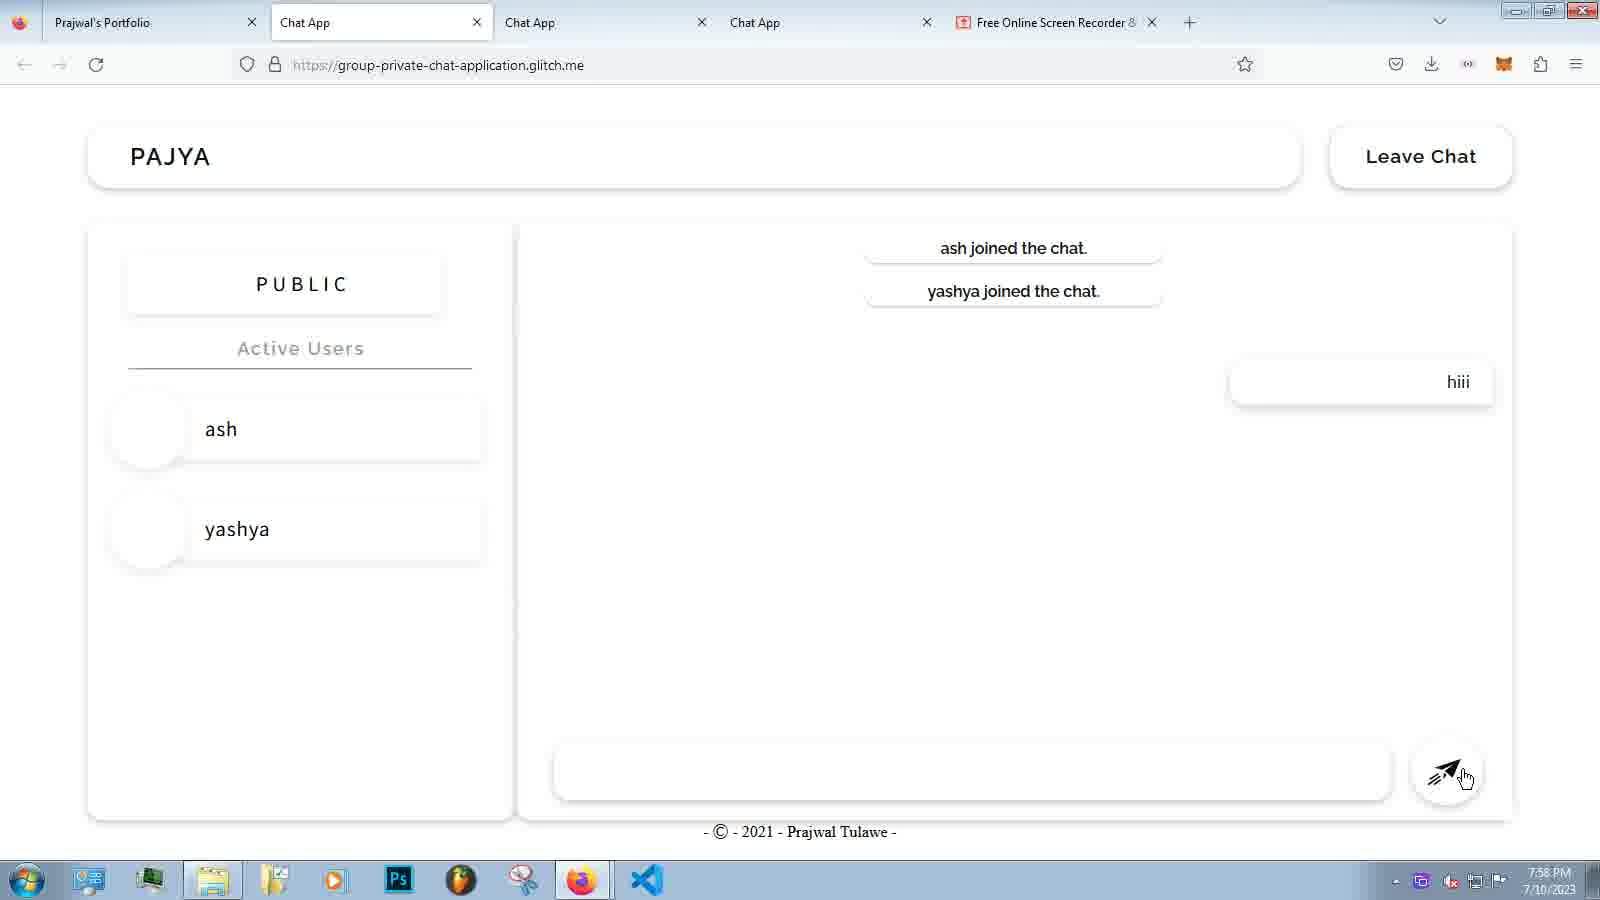 Prajwal's Portfolio
Chat App
Chat App
Chat App
Free Online Screen Recorder &
https://group-private-chat-application.glitch.me
PAJYA
Leave Chat
PUBLIC
Active Users
ash
yashya
ash joined the chat.
yashya joined the chat.
hiii
- © - 2021 - Prajwal Tulawe -
Ps
7:58 PM
7/10/2023